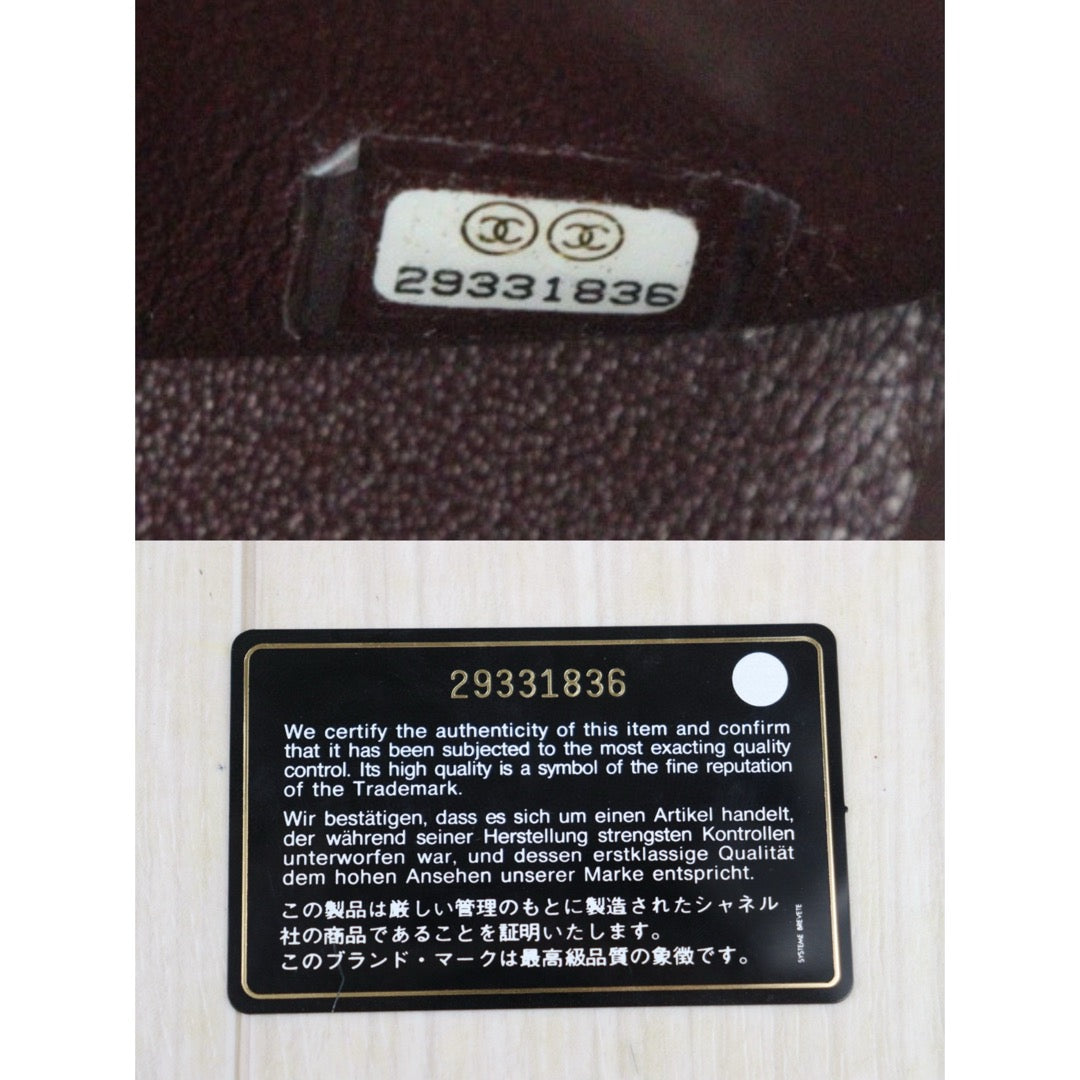 29331836
29331836
We certify the authenticity of this item and confirm
that it has been subjected to the most exacting quality
control. Its high quality is a symbol of the fine reputation
of the Trademark.
Wir bestätigen, dass es sich um einen Artikel handelt,
der während seiner Herstellung strengsten Kontrollen
unterworfen war, und dessen erstklassige Qualität
dem hohen Ansehen unserer Marke entspricht.
この製品は厳しい管理のもとに製造されたシャネル
社の商品であることを証明いたします。
このブランド・マークは最高級品質の象徴です。
SYSTEME BREVETE